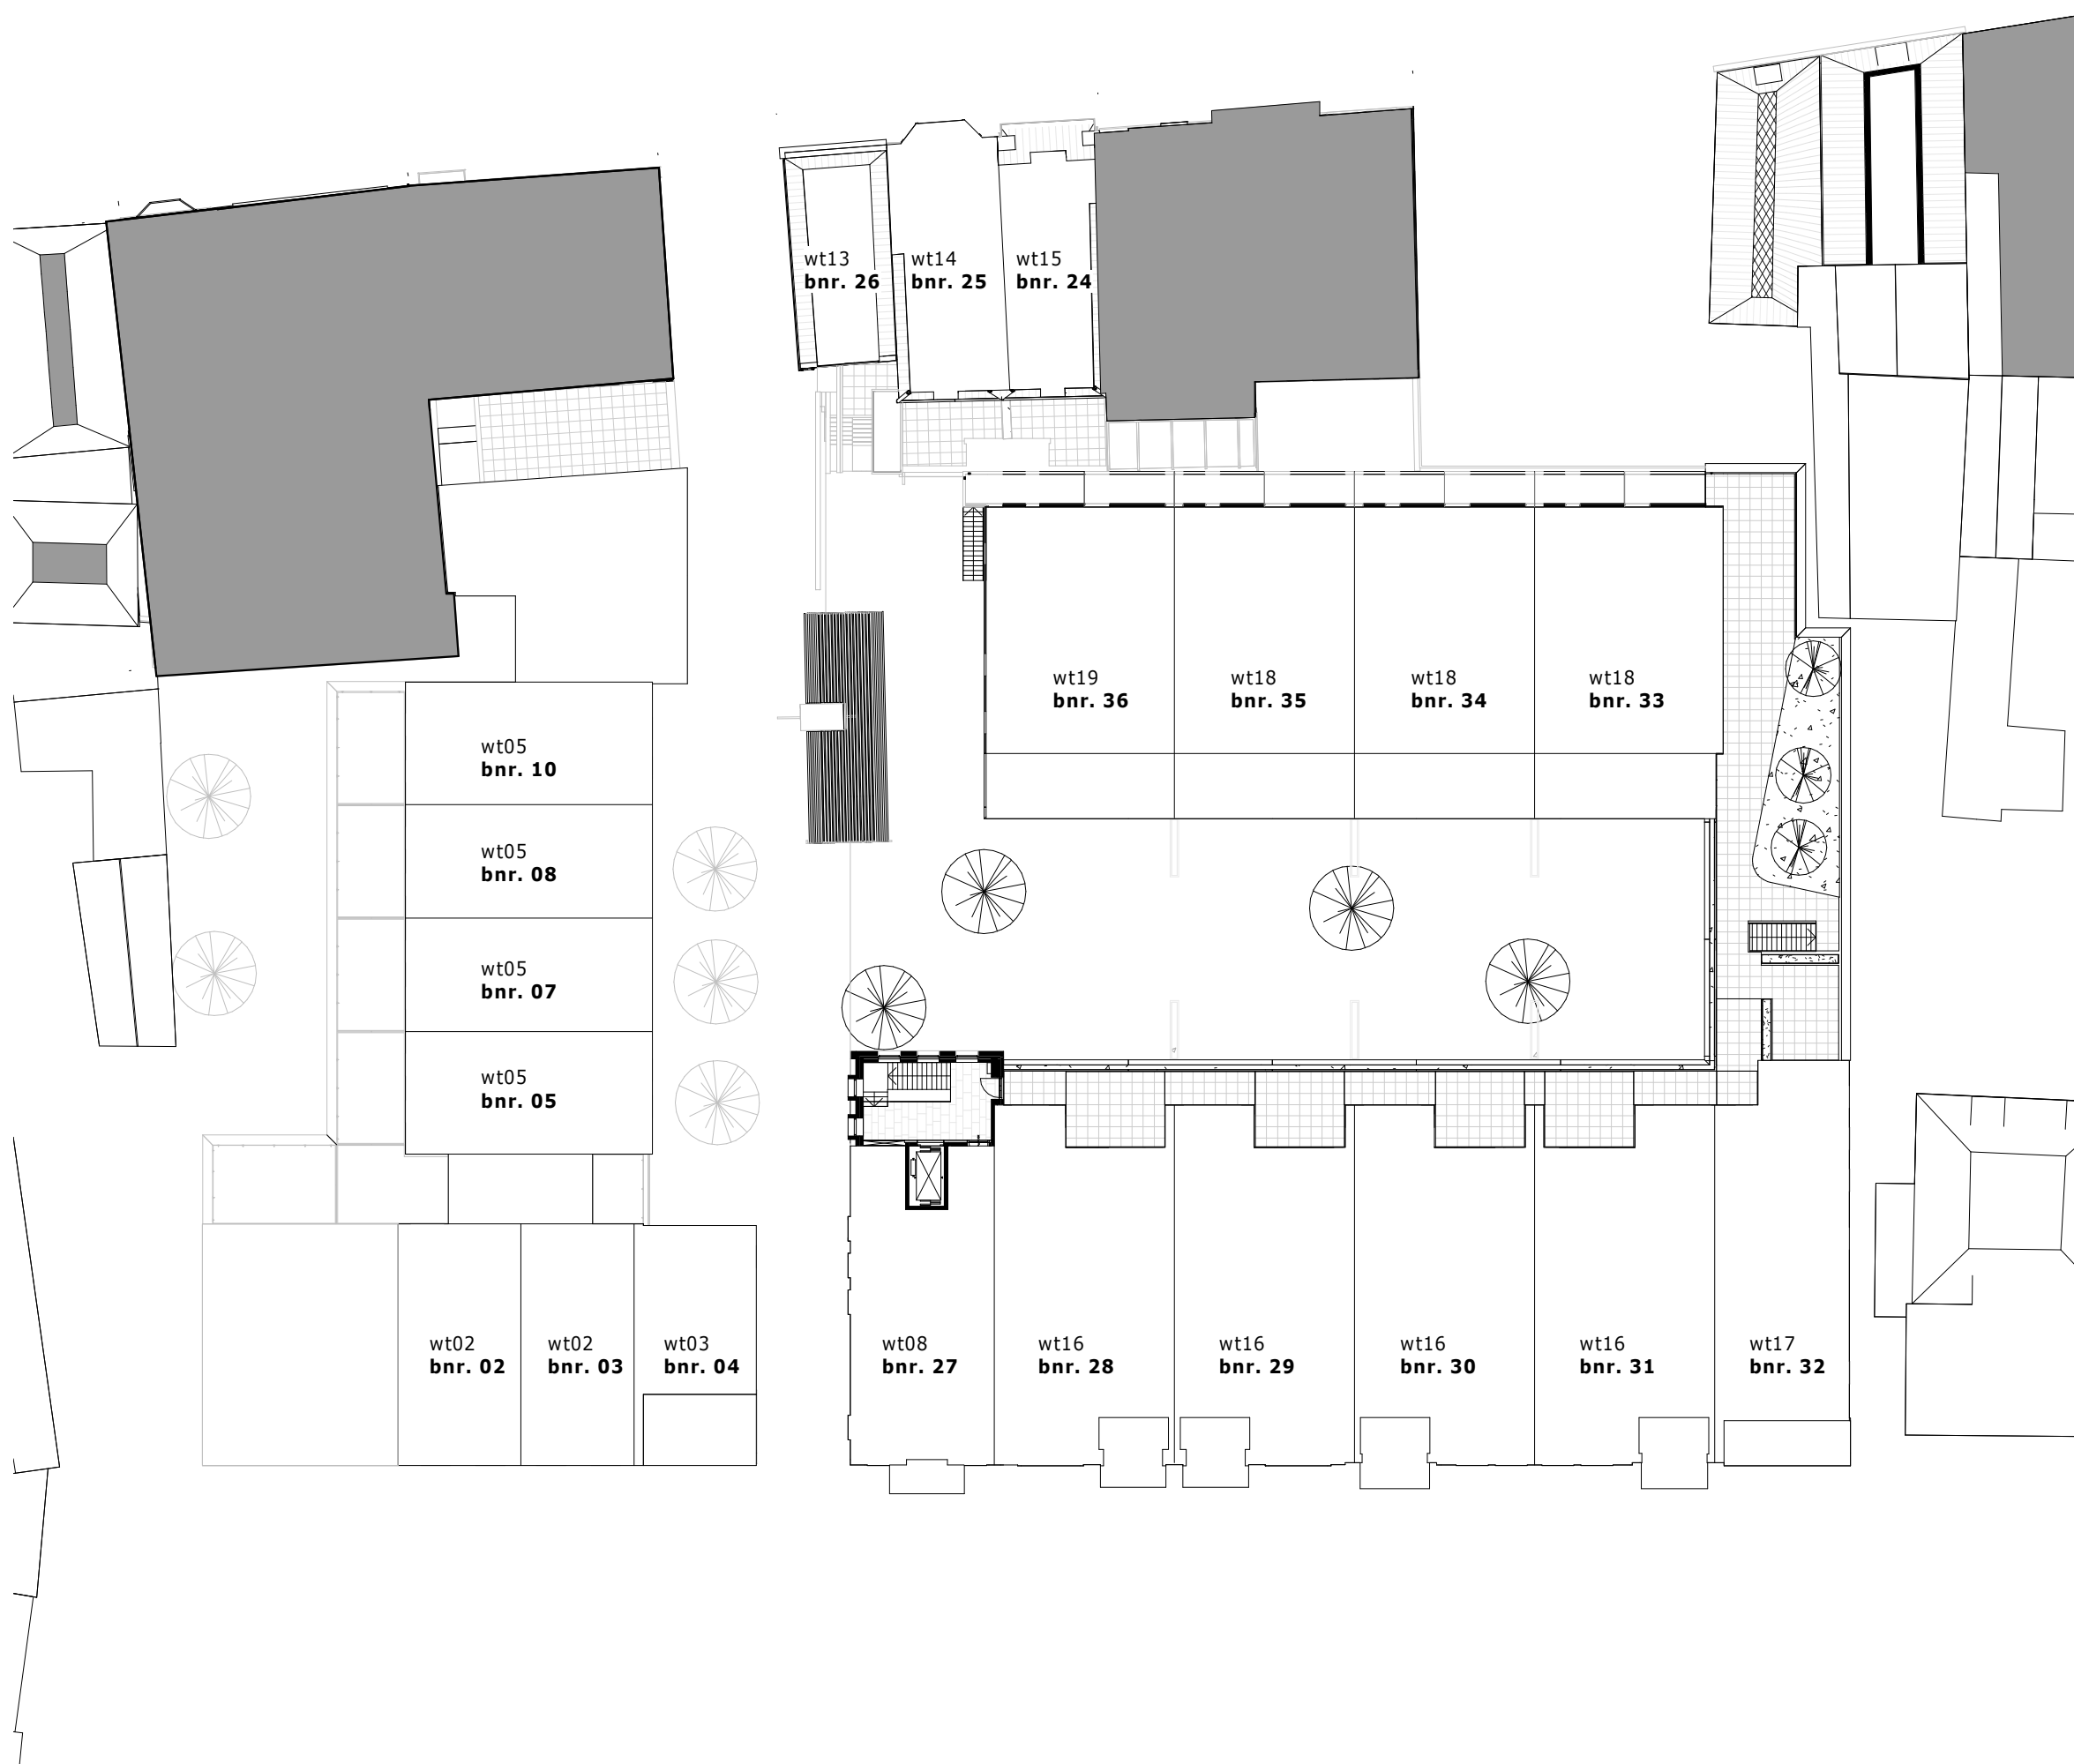 wt13
bnr. 26
wt14
bnr. 25
wt15
bnr. 24
wt19
bnr. 36
wt18
bnr. 35
wt18
bnr. 34
wt18
bnr. 33
wt05
bnr. 10
wt05
bnr. 08
wt05
bnr. 07
wt05
bnr. 05
wt02
bnr. 02
wt02
bnr. 03
wt03
bnr. 04
wt08
bnr. 27
wt16
bnr. 28
wt16
bnr. 29
wt16
bnr. 30
wt16
bnr. 31
wt17
bnr. 32